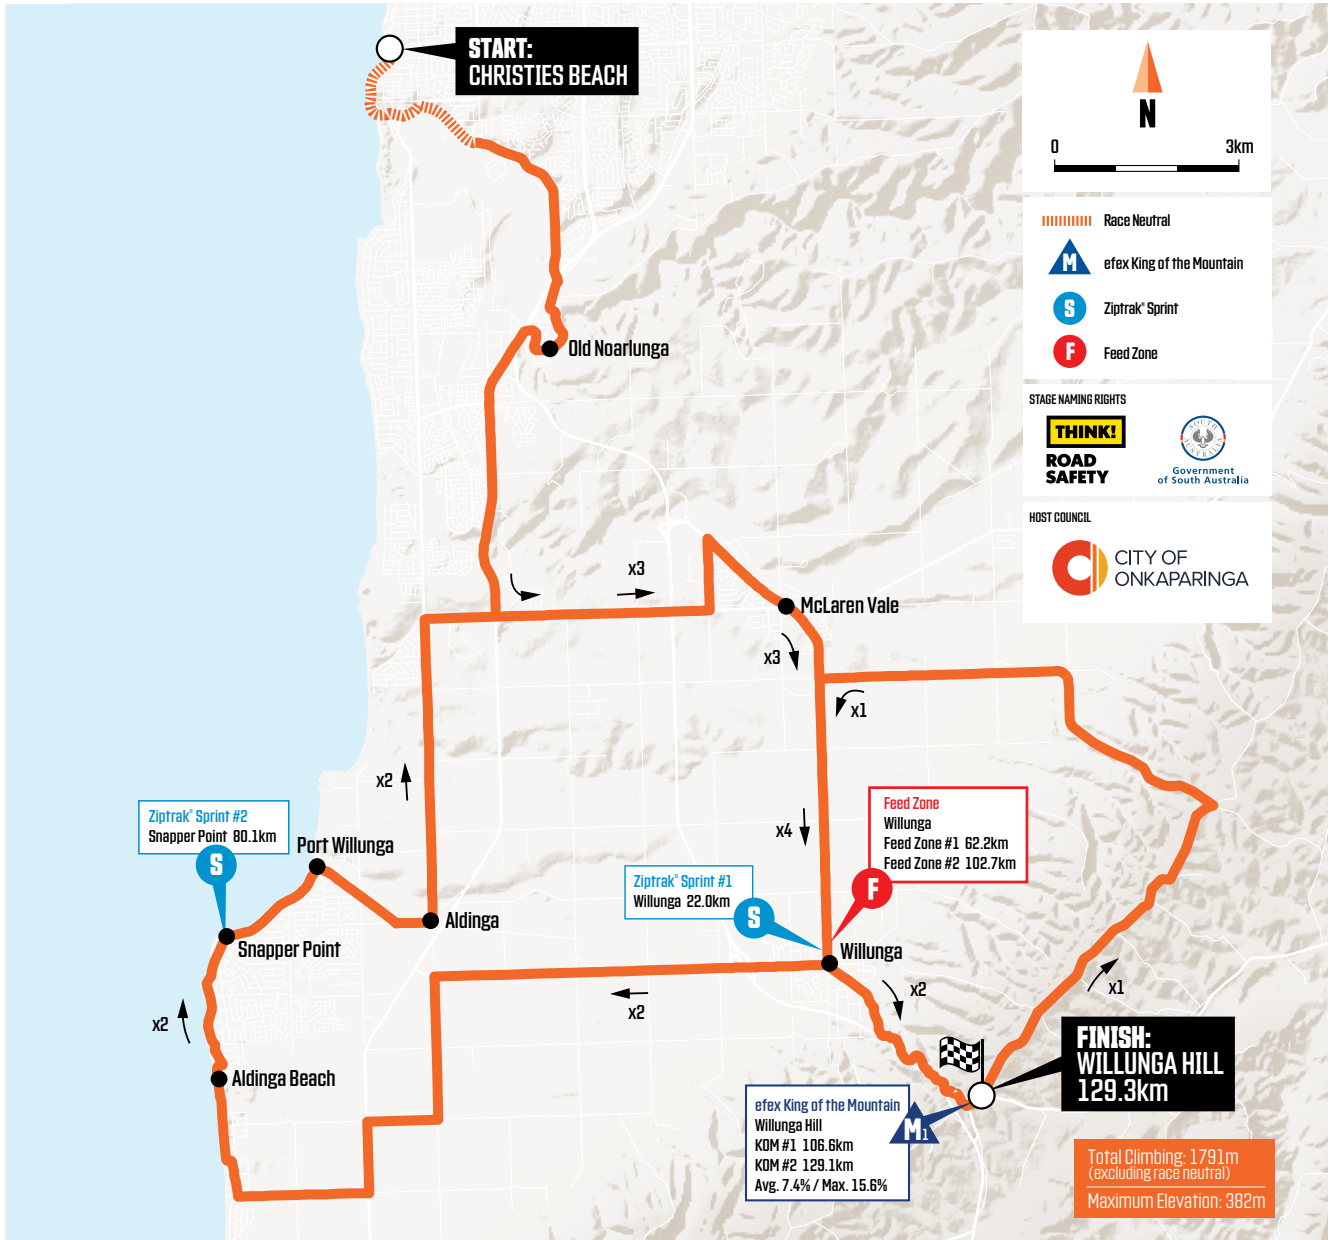 START:
CHRISTIES BEACH
N
0 3km
Race Neutral
M efex King of the Mountain
S Ziptrak® Sprint
F Feed Zone
STAGE NAMING RIGHTS
THINK!
ROAD
SAFETY
SOUTH
AUSTRALIA
Government
of South Australia
HOST COUNCIL
CITY OF
ONKAPARINGA
Old Noarlunga
x3
McLaren Vale
x3
x1
x2
x4
Ziptrak® Sprint #2
Snapper Point 80.1km
S
Port Willunga
Aldinga
Snapper Point
Feed Zone
Willunga
Feed Zone #1 62.2km
Feed Zone #2 102.7km
F
Ziptrak® Sprint #1
Willunga 22.0km
S
Willunga
x2
x2
x2
x1
Aldinga Beach
FINISH:
WILLUNGA HILL
129.3km
efex King of the Mountain
Willunga Hill
KOM #1 106.6km
KOM #2 129.1km
Avg. 7.4% / Max. 15.6%
M1
Total Climbing: 1791m
(excluding race neutral)
Maximum Elevation: 382m